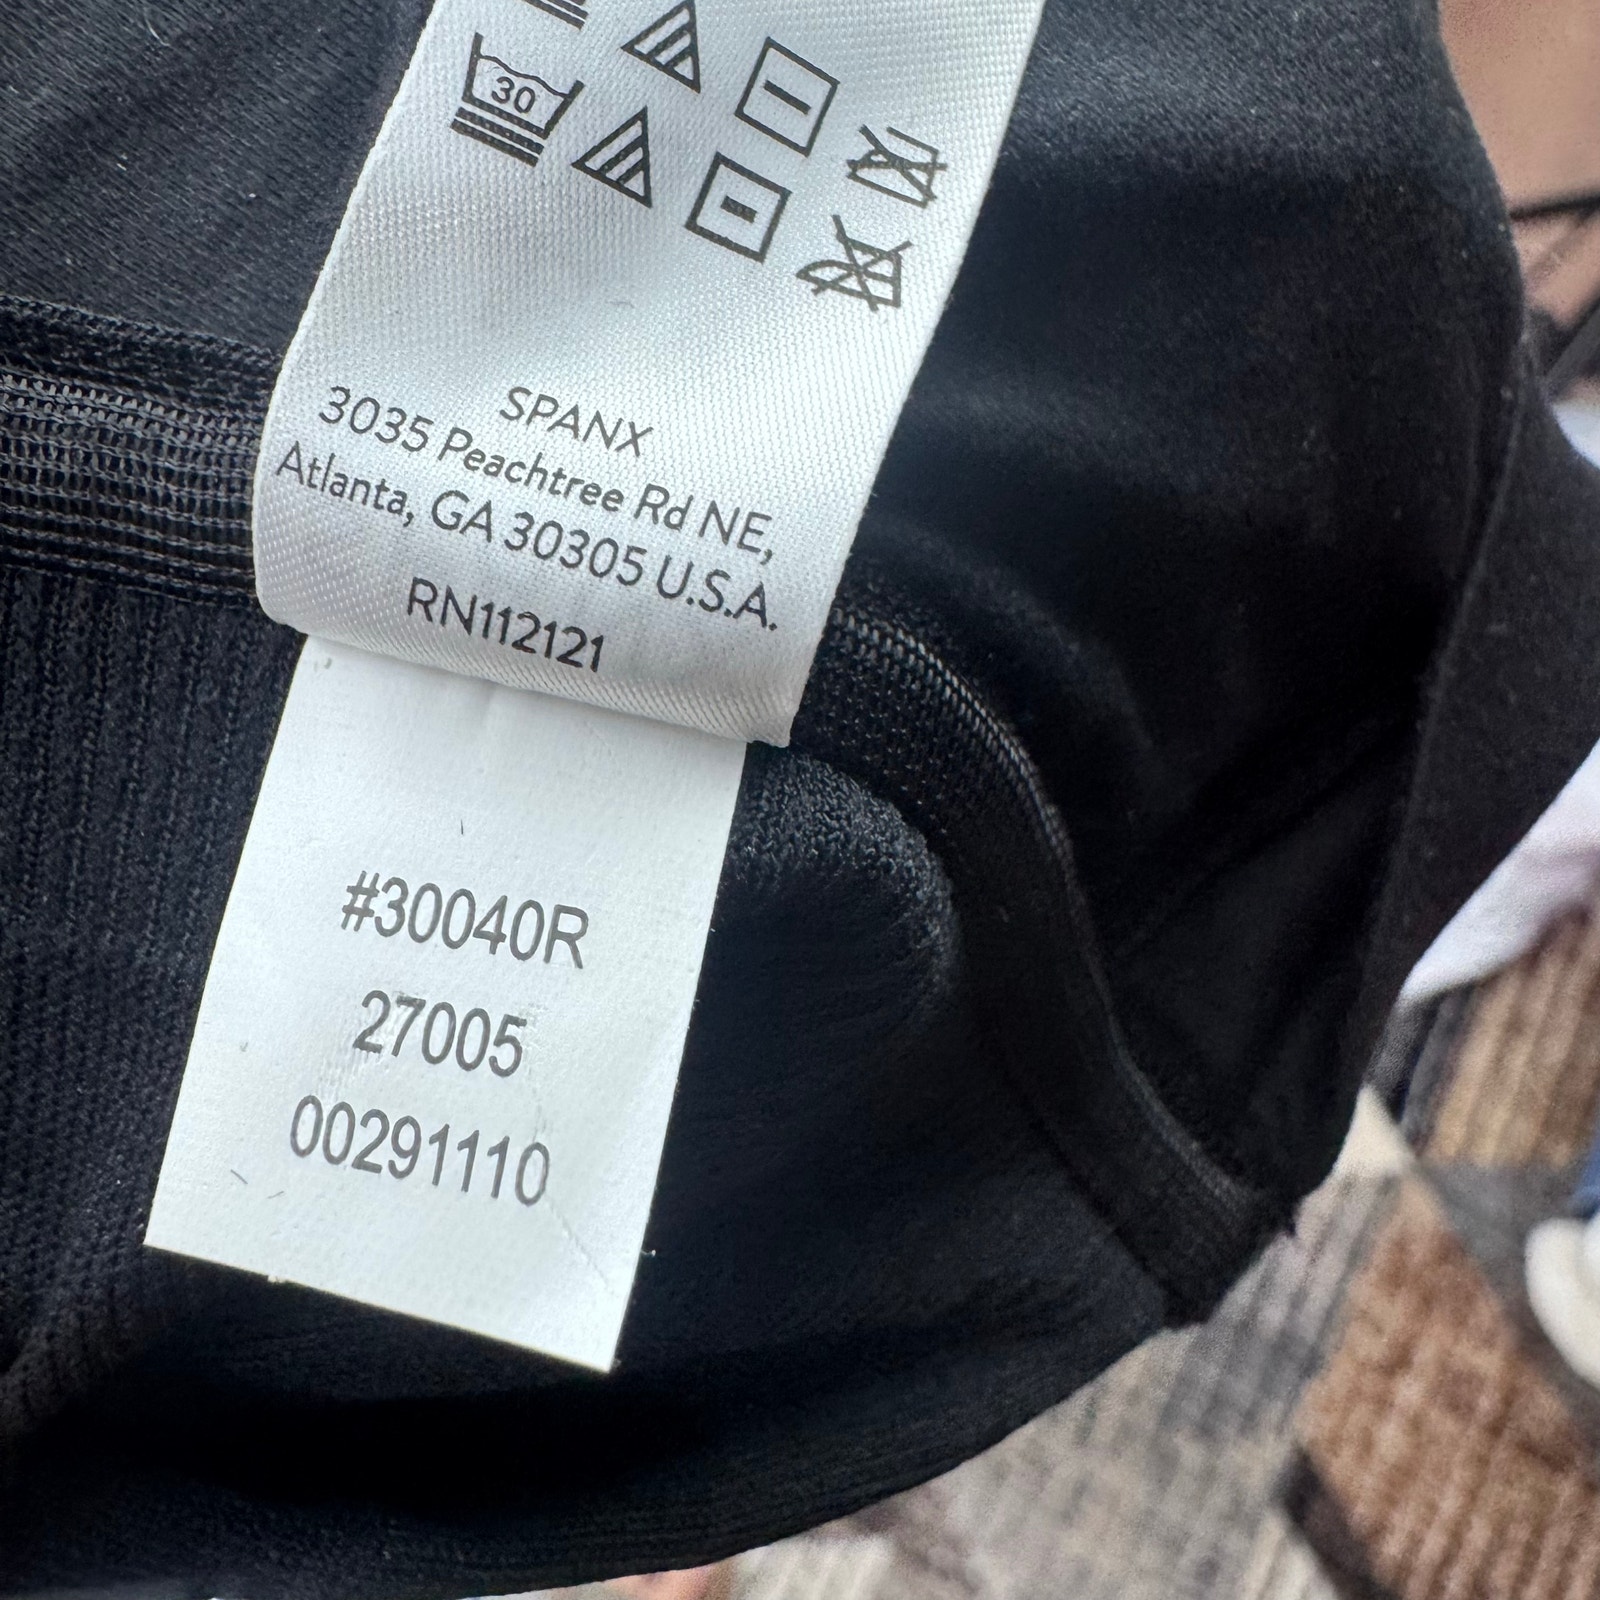 30
SPANX
3035 Peachtree Rd NE,
Atlanta, GA 30305 U.S.A.
RN112121
#30040R
27005
00291110